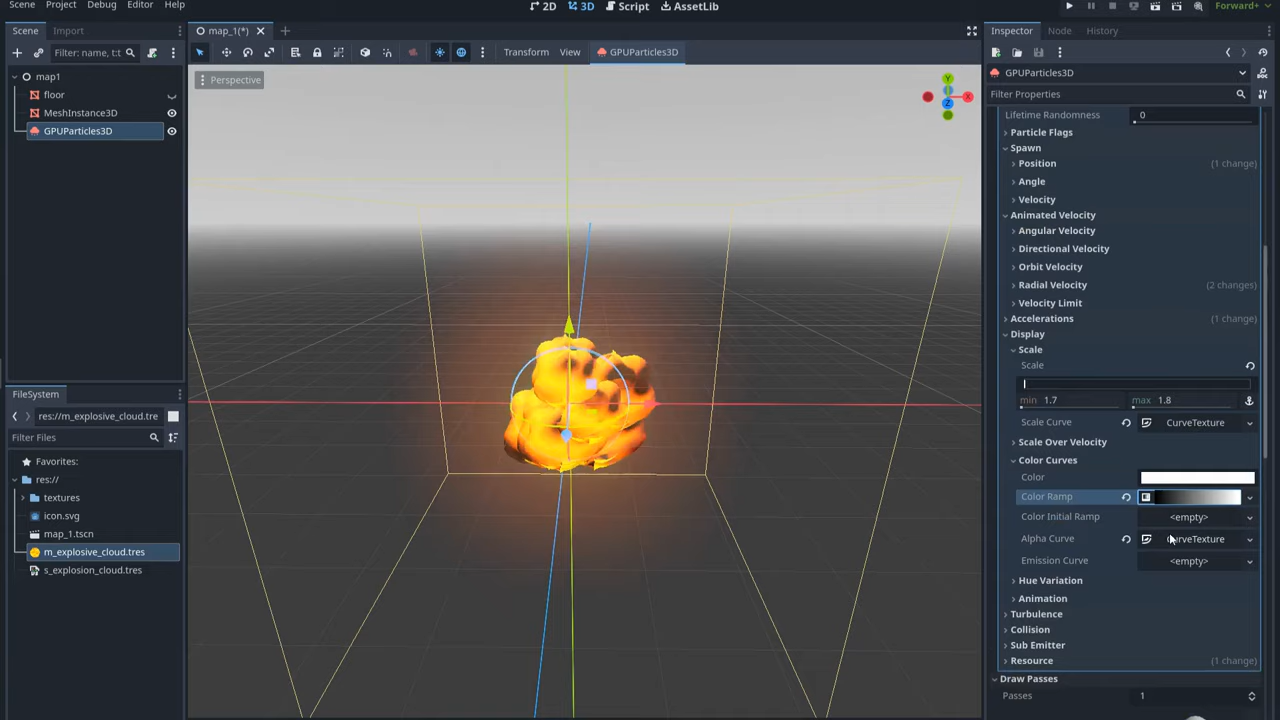 Scene Project Debug Editor Help
2D 3D Script AssetLib
Forward+
Scene Import
Filter: name, t:t
map1
floor
MeshInstance3D
GPUParticles3D
map_1(*)
Transform View GPUParticles3D
Perspective
Y
X
Z
FileSystem
res://m_explosive_cloud.tre
Filter Files
Favorites:
res://
textures
icon.svg
map_1.tscn
m_explosive_cloud.tres
s_explosion_cloud.tres
Inspector Node History
GPUParticles3D
Filter Properties
Lifetime Randomness 0
Particle Flags
Spawn
Position (1 change)
Angle
Velocity
Animated Velocity
Angular Velocity
Directional Velocity
Orbit Velocity
Radial Velocity (2 changes)
Velocity Limit
Accelerations (1 change)
Display
Scale
Scale
min 1.7 max 1.8
Scale Curve CurveTexture
Scale Over Velocity
Color Curves
Color
Color Ramp
Color Initial Ramp <empty>
Alpha Curve CurveTexture
Emission Curve <empty>
Hue Variation
Animation
Turbulence
Collision
Sub Emitter
Resource (1 change)
Draw Passes
Passes 1